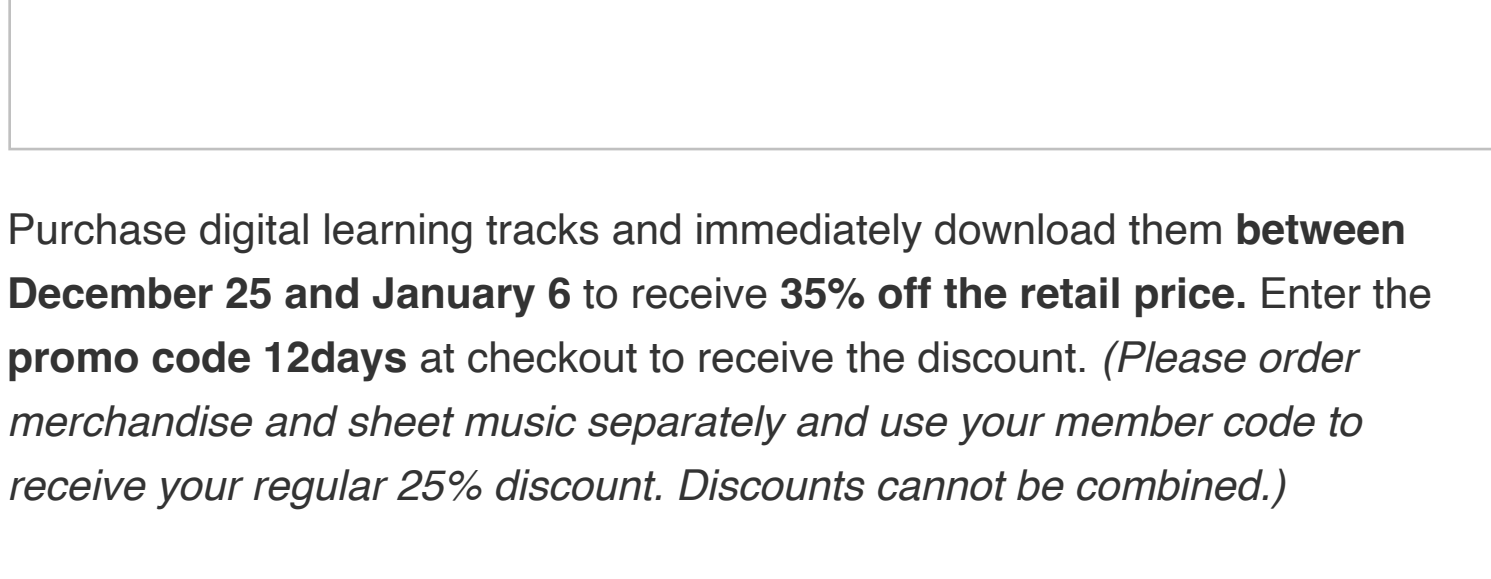 Purchase digital learning tracks and immediately download them between
December 25 and January 6 to receive 35% off the retail price. Enter the
promo code 12days at checkout to receive the discount. (Please order
merchandise and sheet music separately and use your member code to
receive your regular 25% discount. Discounts cannot be combined.)